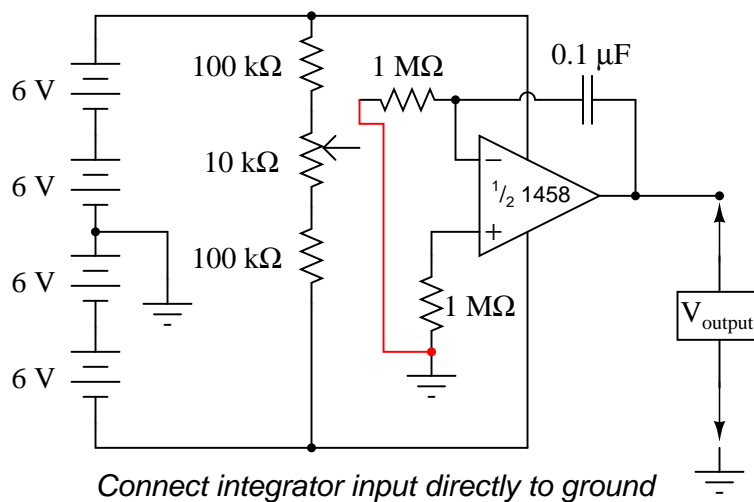 100 kΩ
1 MΩ
0.1 μF
6 V
10 kΩ
6 V
−
1/2 1458
+
100 kΩ
6 V
1 MΩ
Voutput
6 V
Connect integrator input directly to ground